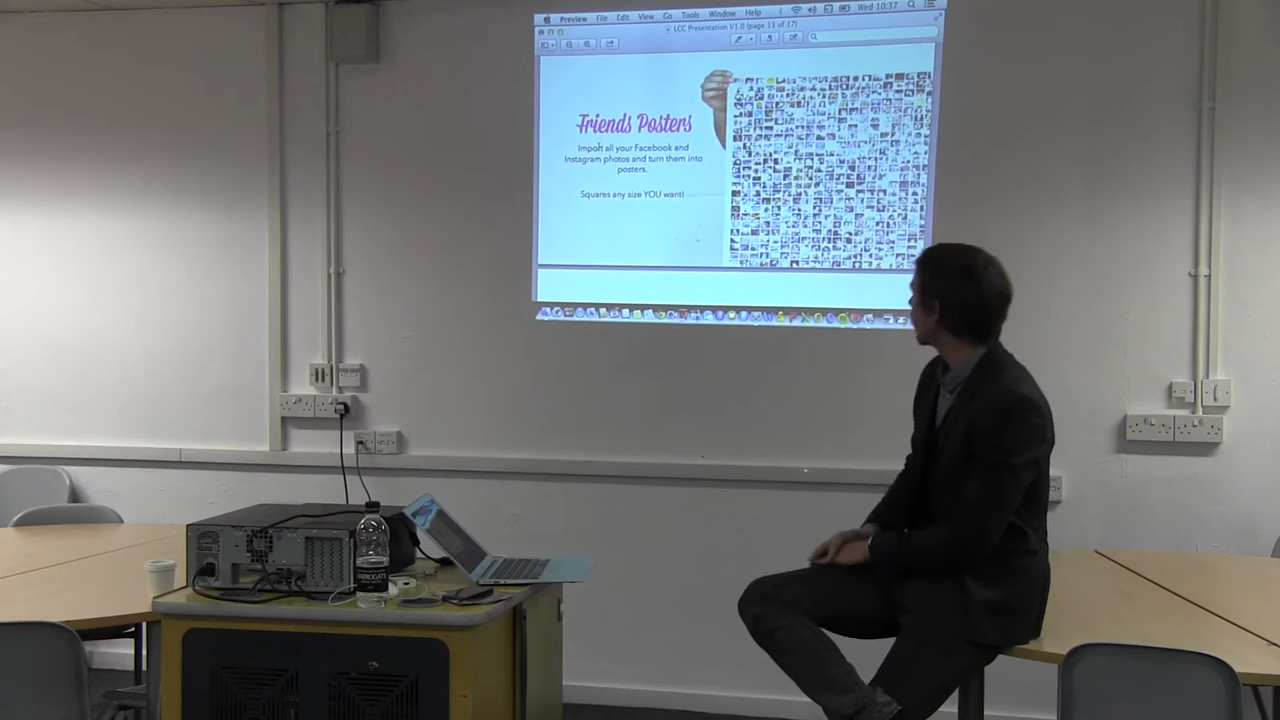 Preview File Edit View Go Tools Window Help Wed 10:37
LCC Presentation V1.0 (page 13 of 17)
Friends Posters
Import all your Facebook and
Instagram photos and turn them into
posters.
Squares any size YOU want!
HARROGATE